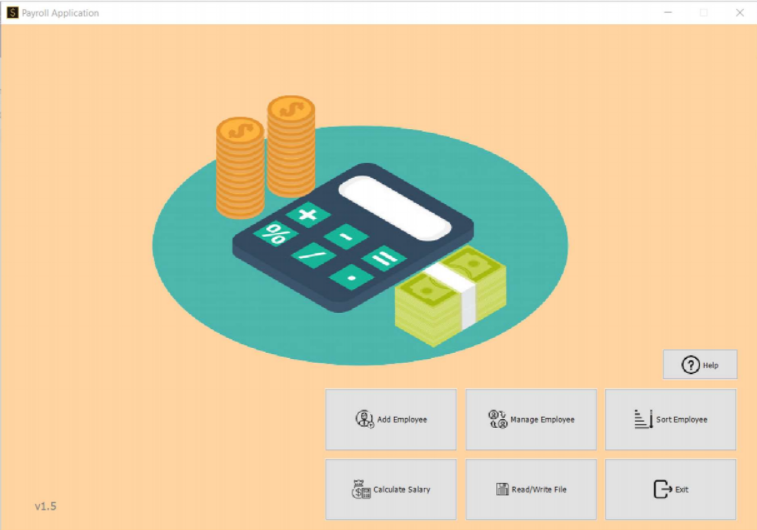 Payroll Application
Help
Add Employee
Manage Employee
Sort Employee
Calculate Salary
Read/Write File
Exit
v1.5